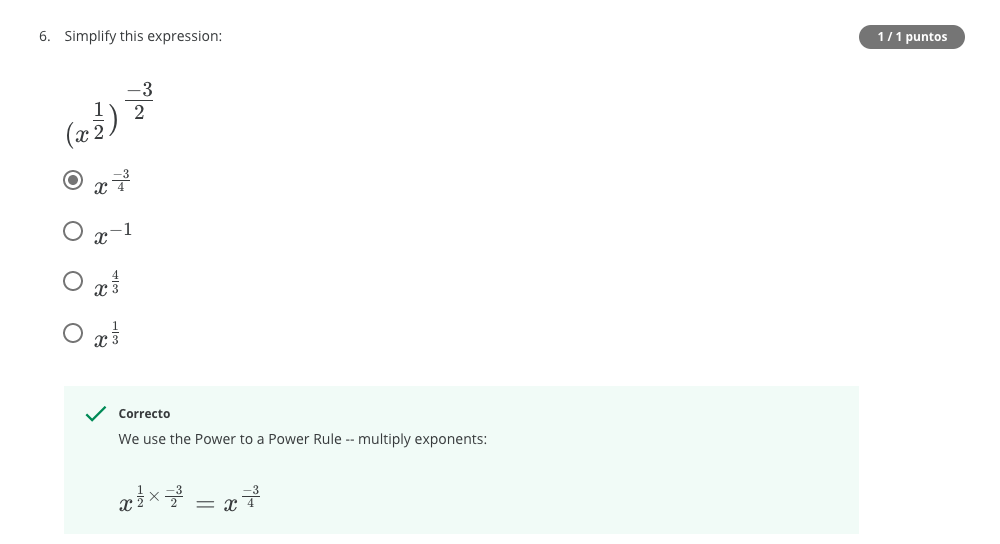 6. Simplify this expression:
1 / 1 puntos
(x^{\frac{1}{2}})^{\frac{-3}{2}}
x^{\frac{-3}{4}}
x^{-1}
x^{\frac{4}{3}}
x^{\frac{1}{3}}
Correcto
We use the Power to a Power Rule -- multiply exponents:
x^{\frac{1}{2} × \frac{-3}{2}} = x^{\frac{-3}{4}}